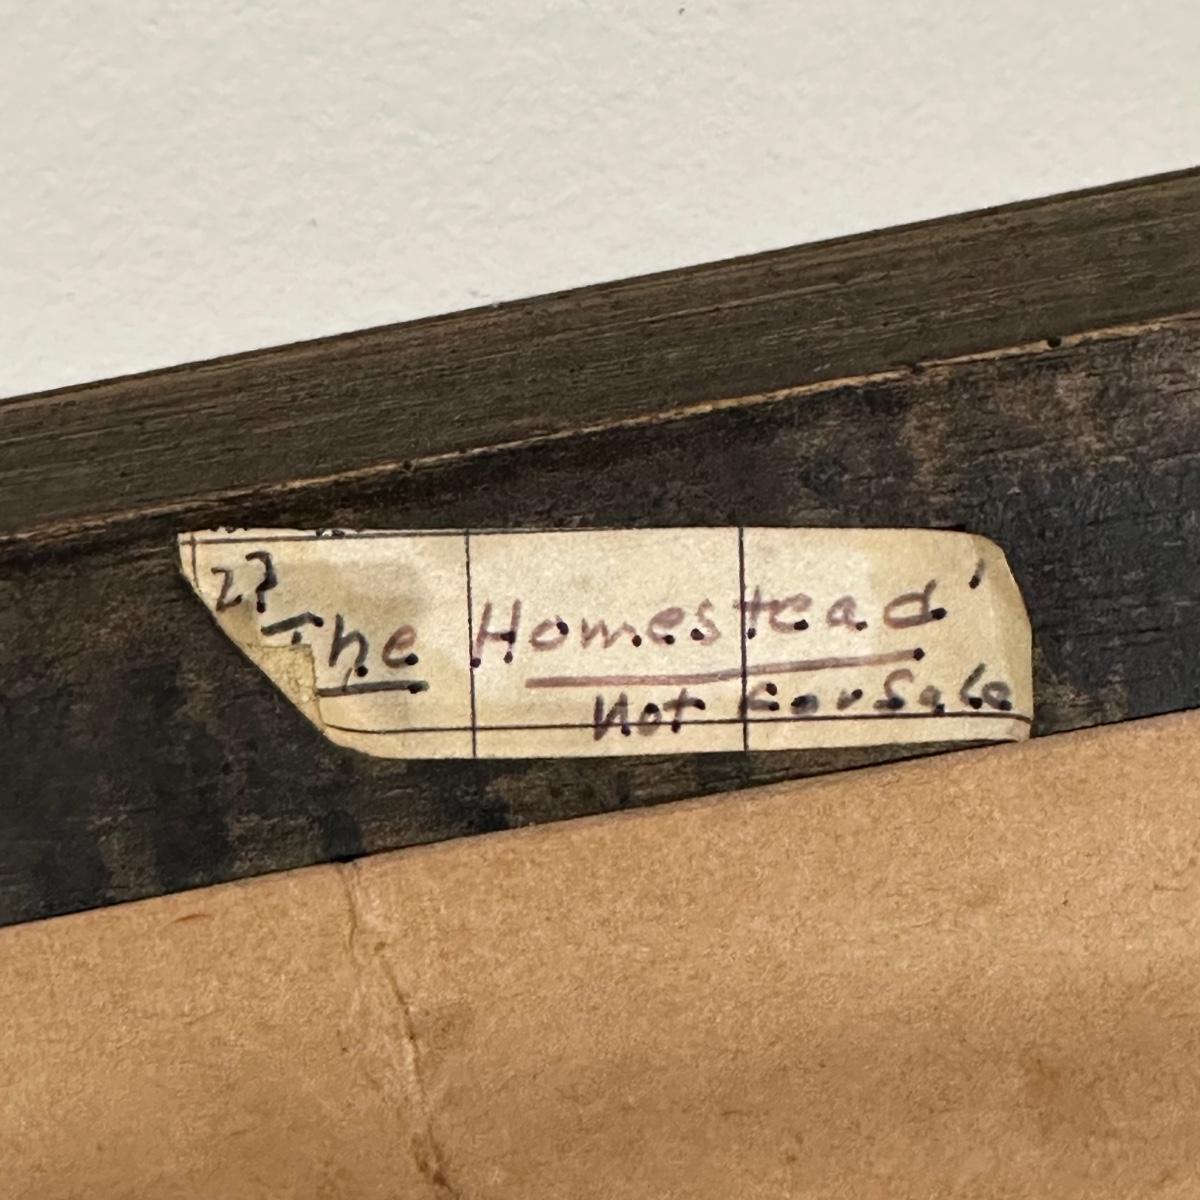 27
The Homestead'
Not For Sale